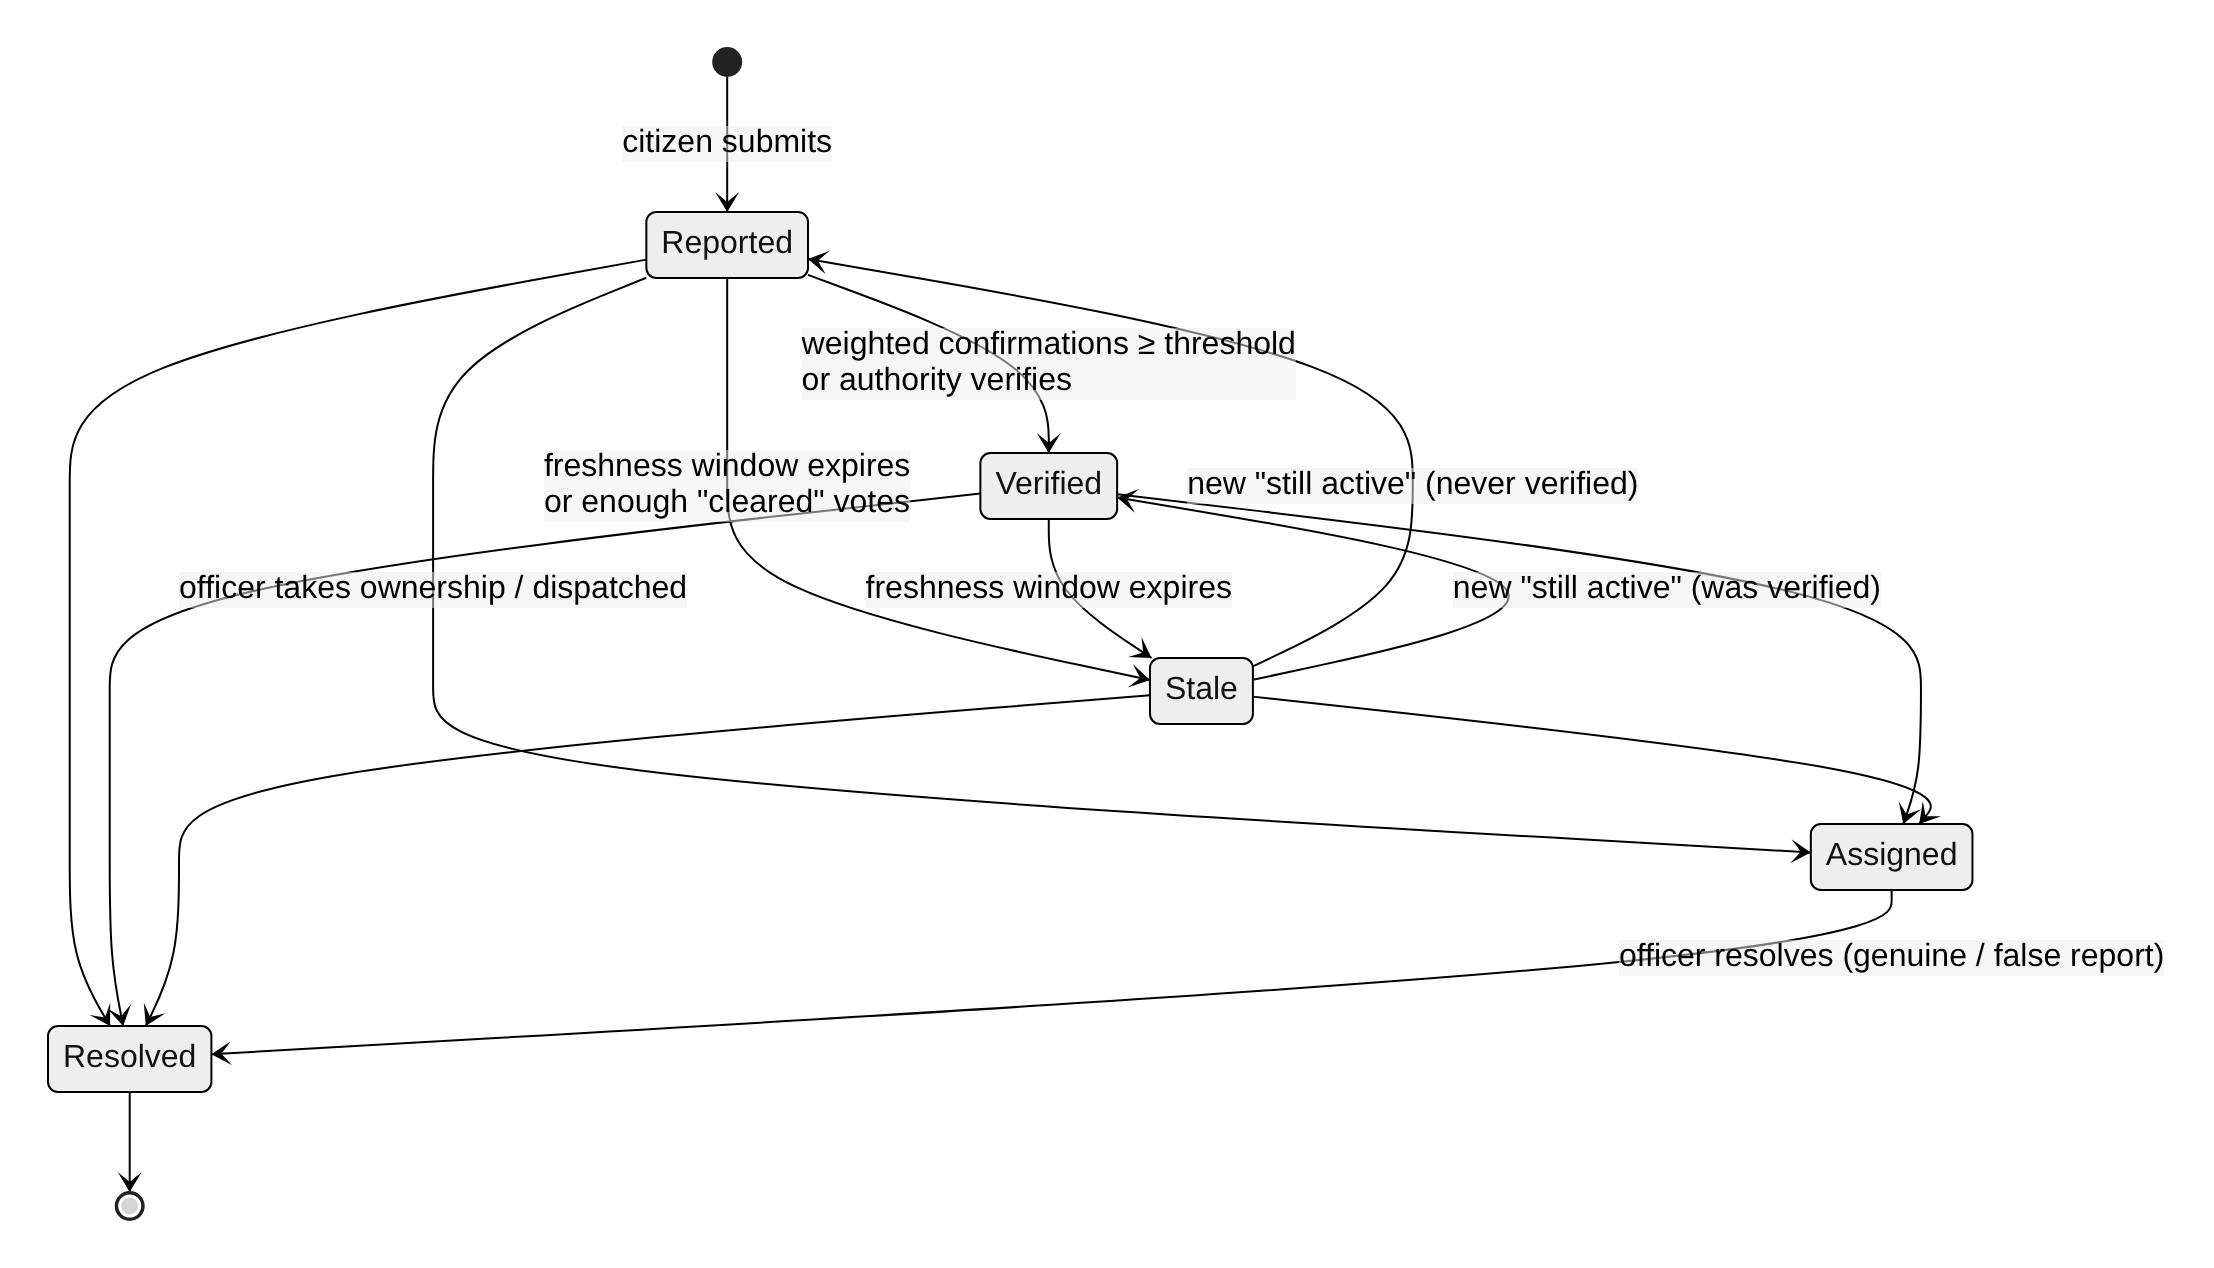 citizen submits
Reported
weighted confirmations ≥ threshold
or authority verifies
freshness window expires
or enough "cleared" votes
Verified
new "still active" (never verified)
officer takes ownership / dispatched
freshness window expires
new "still active" (was verified)
Stale
Assigned
officer resolves (genuine / false report)
Resolved